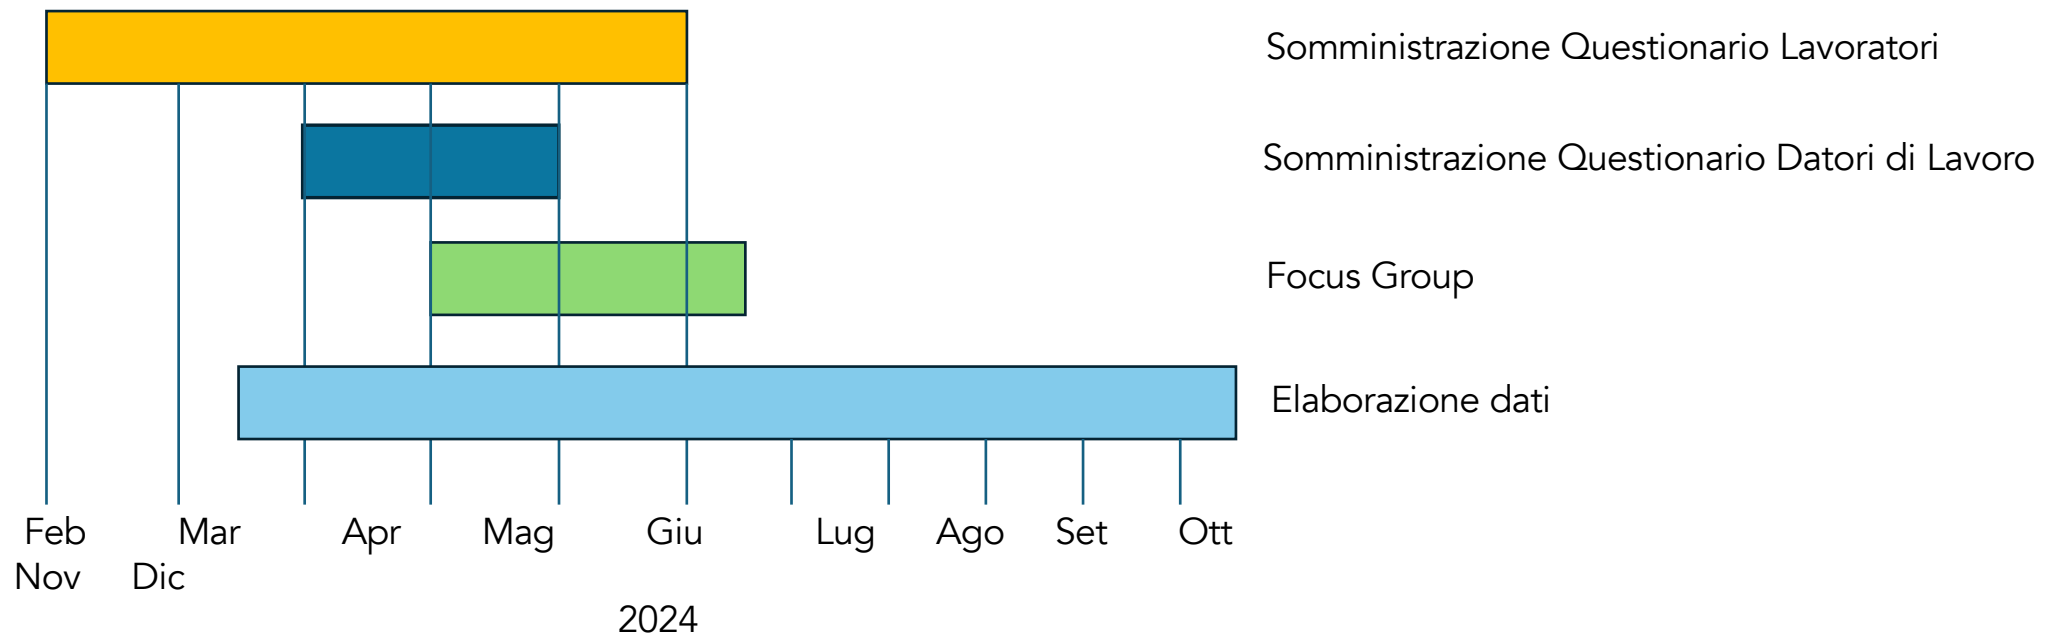 Somministrazione Questionario Lavoratori
Somministrazione Questionario Datori di Lavoro
Focus Group
Elaborazione dati
Feb Mar Apr Mag Giu Lug Ago Set Ott
Nov Dic
2024